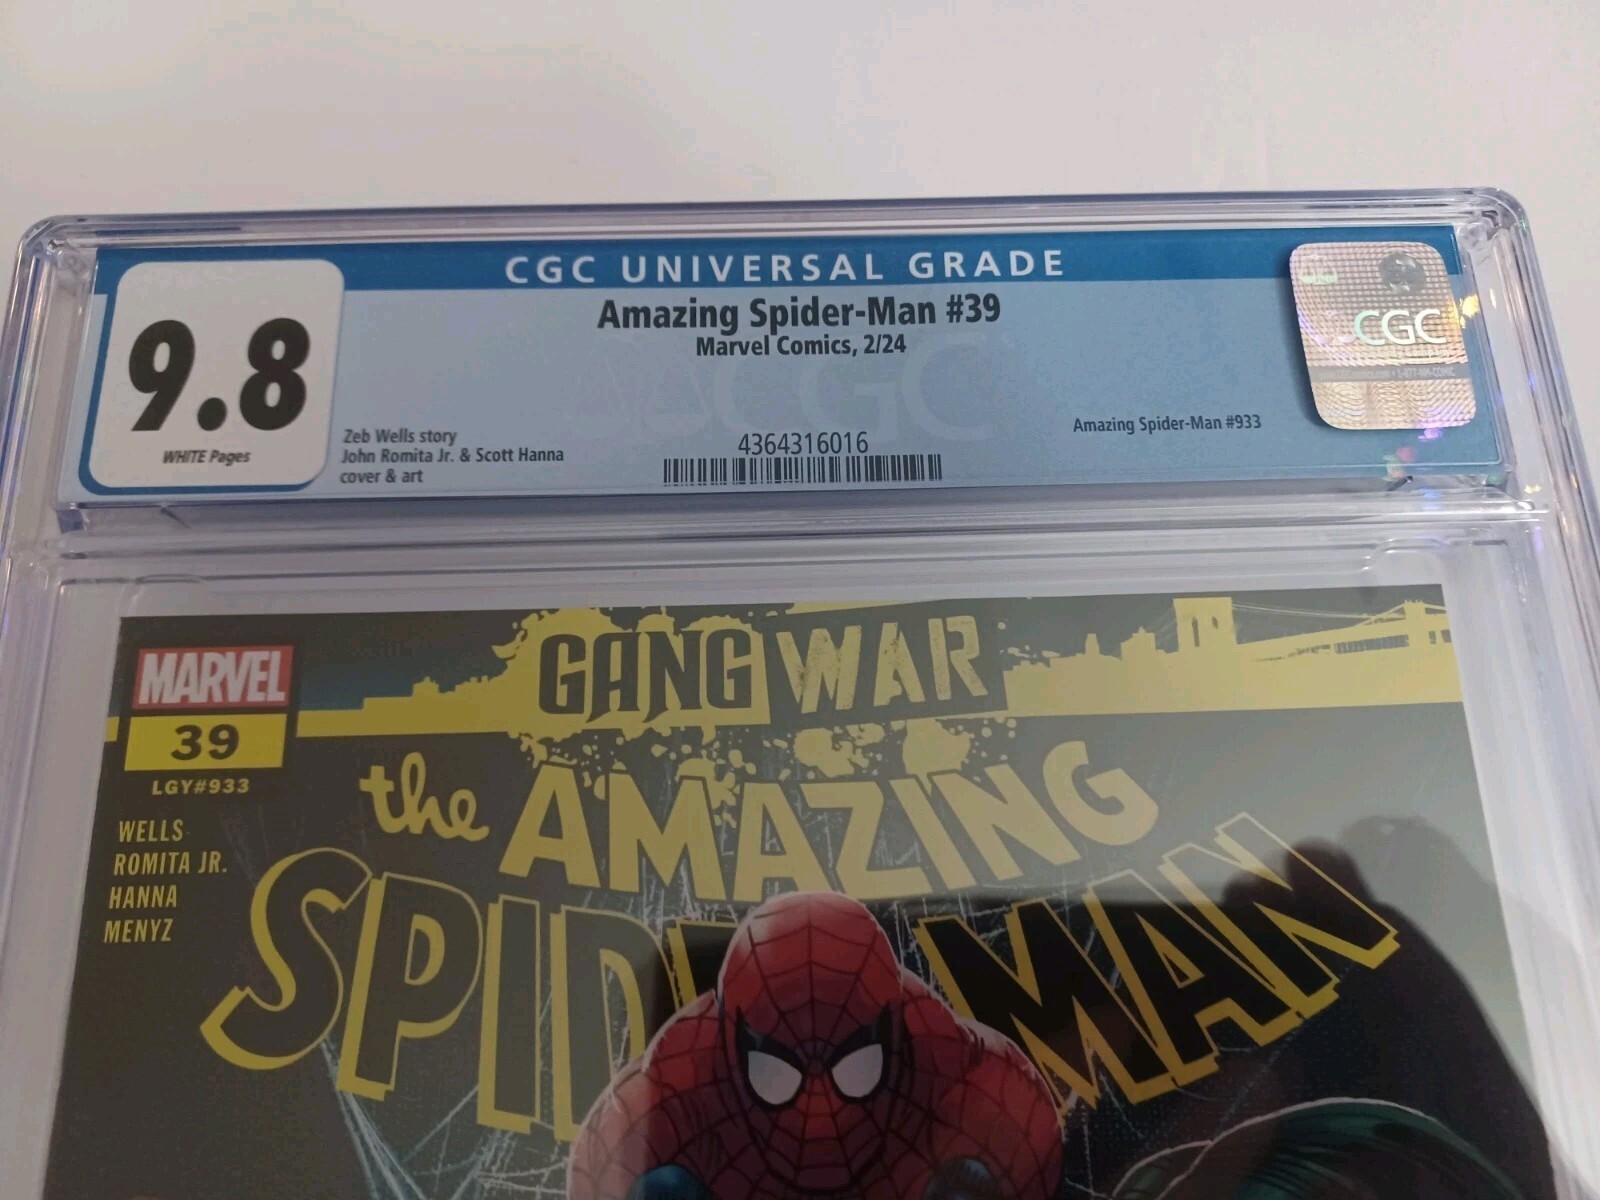 CGC UNIVERSAL GRADE
9.8
WHITE Pages
Amazing Spider-Man #39
Marvel Comics, 2/24
Zeb Wells story
John Romita Jr. & Scott Hanna
cover & art
4364316016
Amazing Spider-Man #933
CGC
CGC
MARVEL
39
LGY#933
WELLS
ROMITA JR.
HANNA
MENYZ
GANG WAR
the AMAZING
SPIDER-MAN